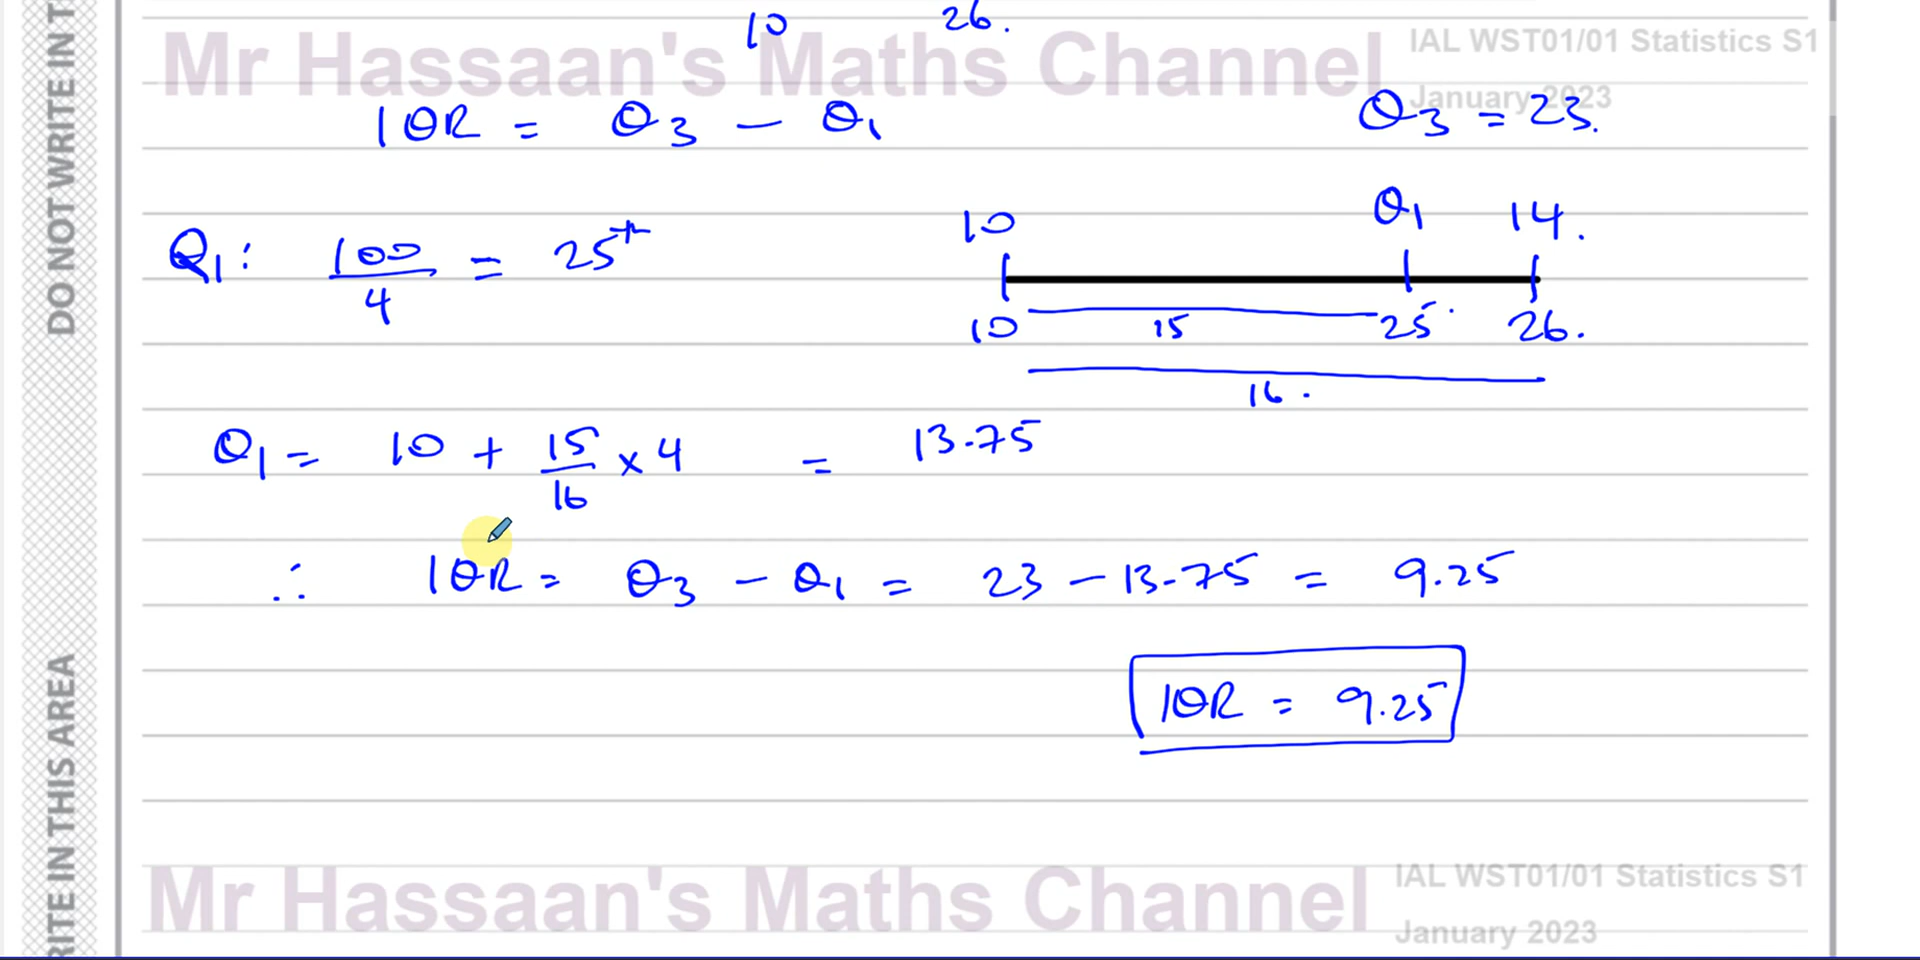 10 26.
Mr Hassaan's Maths Channel
IAL WST01/01 Statistics S1
January 2023
IQR = Q3 − Q1
Q3 = 23.
Q1: 100/4 = 25th
10 Q1 14.
10 15 25 26.
16.
Q1 = 10 + 15/16 × 4 = 13.75
∴ IQR = Q3 − Q1 = 23 − 13.75 = 9.25
IQR = 9.25
Mr Hassaan's Maths Channel
IAL WST01/01 Statistics S1
January 2023
DO NOT WRITE IN T
RITE IN THIS AREA